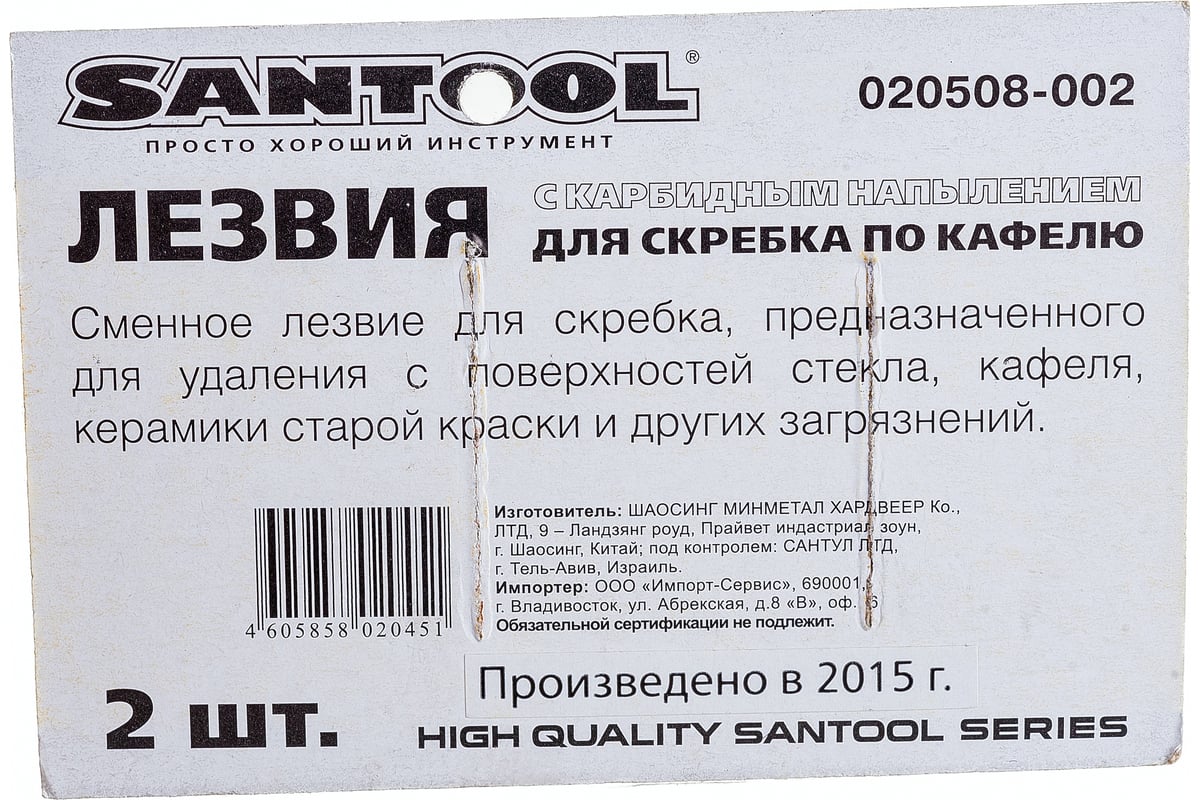 SANTOOL®
020508-002
ПРОСТО ХОРОШИЙ ИНСТРУМЕНТ
ЛЕЗВИЯ
С КАРБИДНЫМ НАПЫЛЕНИЕМ
ДЛЯ СКРЕБКА ПО КАФЕЛЮ
Сменное лезвие для скребка, предназначенного
для удаления с поверхностей стекла, кафеля,
керамики старой краски и других загрязнений.
Изготовитель: ШАОСИНГ МИНМЕТАЛ ХАРДВЕЕР Ко.,
ЛТД, 9 – Ландзянг роуд, Прайвет индастриал зоун,
г. Шаосинг, Китай; под контролем: САНТУЛ ЛТД,
г. Тель-Авив, Израиль.
Импортер: ООО «Импорт-Сервис», 690001,
г. Владивосток, ул. Абрекская, д.8 «В», оф. 6
Обязательной сертификации не подлежит.
4 605858 020451
Произведено в 2015 г.
2 шт.
HIGH QUALITY SANTOOL SERIES